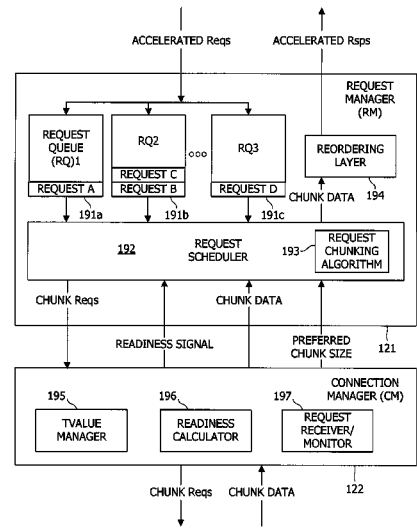 ACCELERATED Reqs
ACCELERATED Rsps
REQUEST
MANAGER
(RM)
REQUEST
QUEUE
(RQ)1
RQ2
ooo
RQ3
REORDERING
LAYER
REQUEST C
REQUEST A
REQUEST B
REQUEST D
194
191a
191b
191c
CHUNK DATA
192
REQUEST
SCHEDULER
193
REQUEST
CHUNKING
ALGORITHM
CHUNK Reqs
CHUNK DATA
121
READINESS SIGNAL
PREFERRED
CHUNK SIZE
CONNECTION
MANAGER (CM)
195
196
197
TVALUE
MANAGER
READINESS
CALCULATOR
REQUEST
RECEIVER/
MONITOR
122
CHUNK Reqs
CHUNK DATA